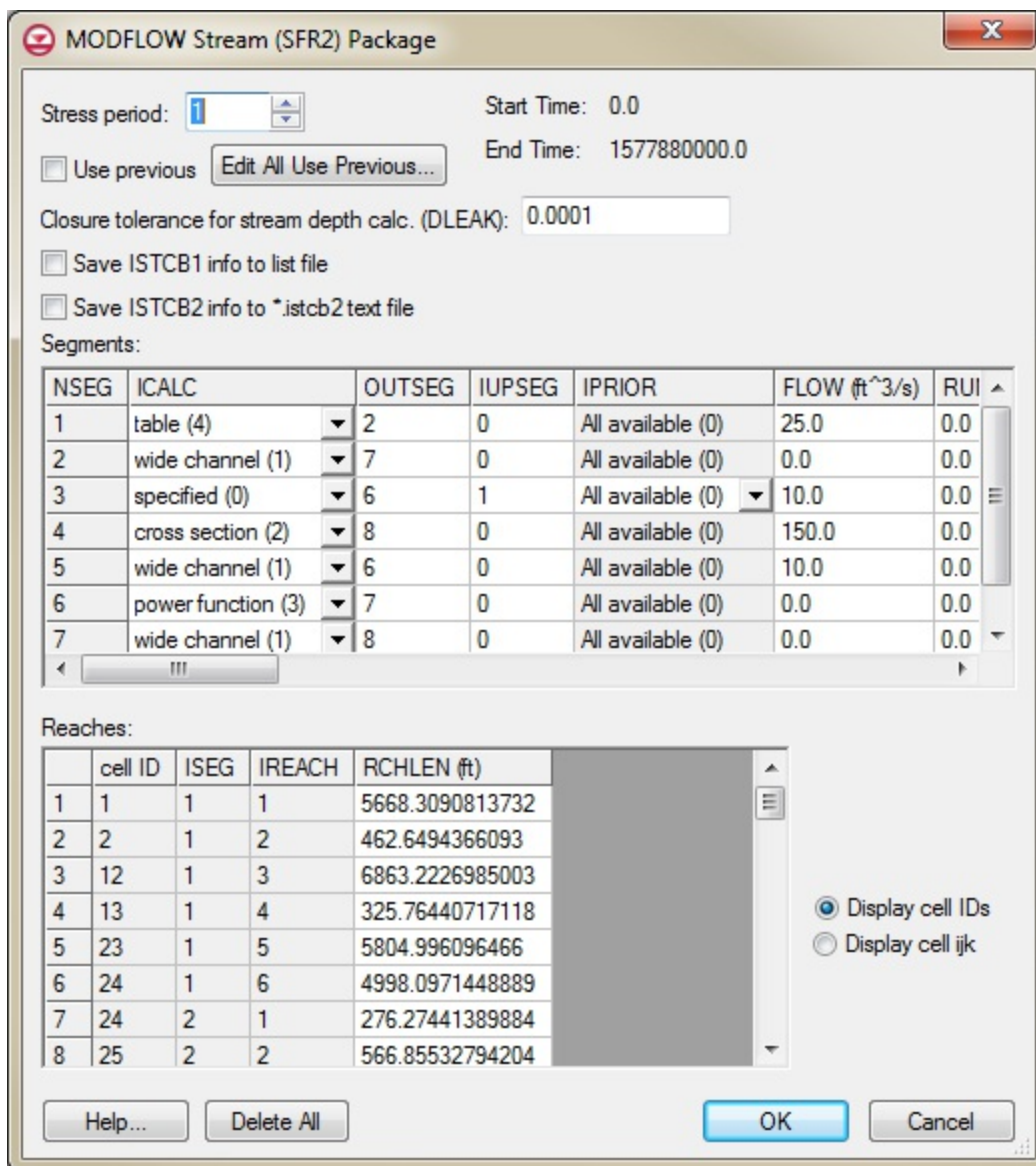 MODFLOW Stream (SFR2) Package
Stress period: 1
Start Time: 0.0
Use previous Edit All Use Previous...
End Time: 1577880000.0
Closure tolerance for stream depth calc. (DLEAK): 0.0001
Save ISTCB1 info to list file
Save ISTCB2 info to *.istcb2 text file
Segments:
NSEG ICALC OUTSEG IUPSEG IPRIOR FLOW (ft^3/s) RUI
1 table (4) 2 0 All available (0) 25.0 0.0
2 wide channel (1) 7 0 All available (0) 0.0 0.0
3 specified (0) 6 1 All available (0) 10.0 0.0
4 cross section (2) 8 0 All available (0) 150.0 0.0
5 wide channel (1) 6 0 All available (0) 10.0 0.0
6 power function (3) 7 0 All available (0) 0.0 0.0
7 wide channel (1) 8 0 All available (0) 0.0 0.0
Reaches:
cell ID ISEG IREACH RCHLEN (ft)
1 1 1 1 5668.3090813732
2 2 1 2 462.6494366093
3 12 1 3 6863.2226985003
4 13 1 4 325.76440717118
5 23 1 5 5804.996096466
6 24 1 6 4998.0971448889
7 24 2 1 276.27441389884
8 25 2 2 566.85532794204
Display cell IDs
Display cell ijk
Help... Delete All OK Cancel